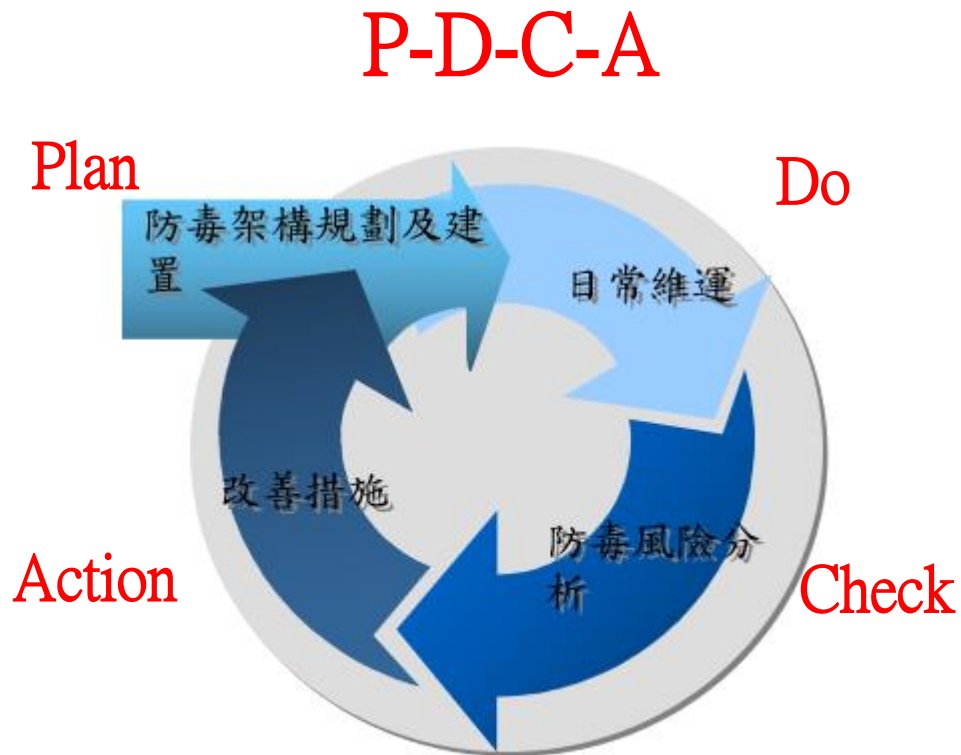 P-D-C-A
Plan
Do
防毒架構規劃及建
置
日常維運
改善措施
防毒風險分
析
Action
Check